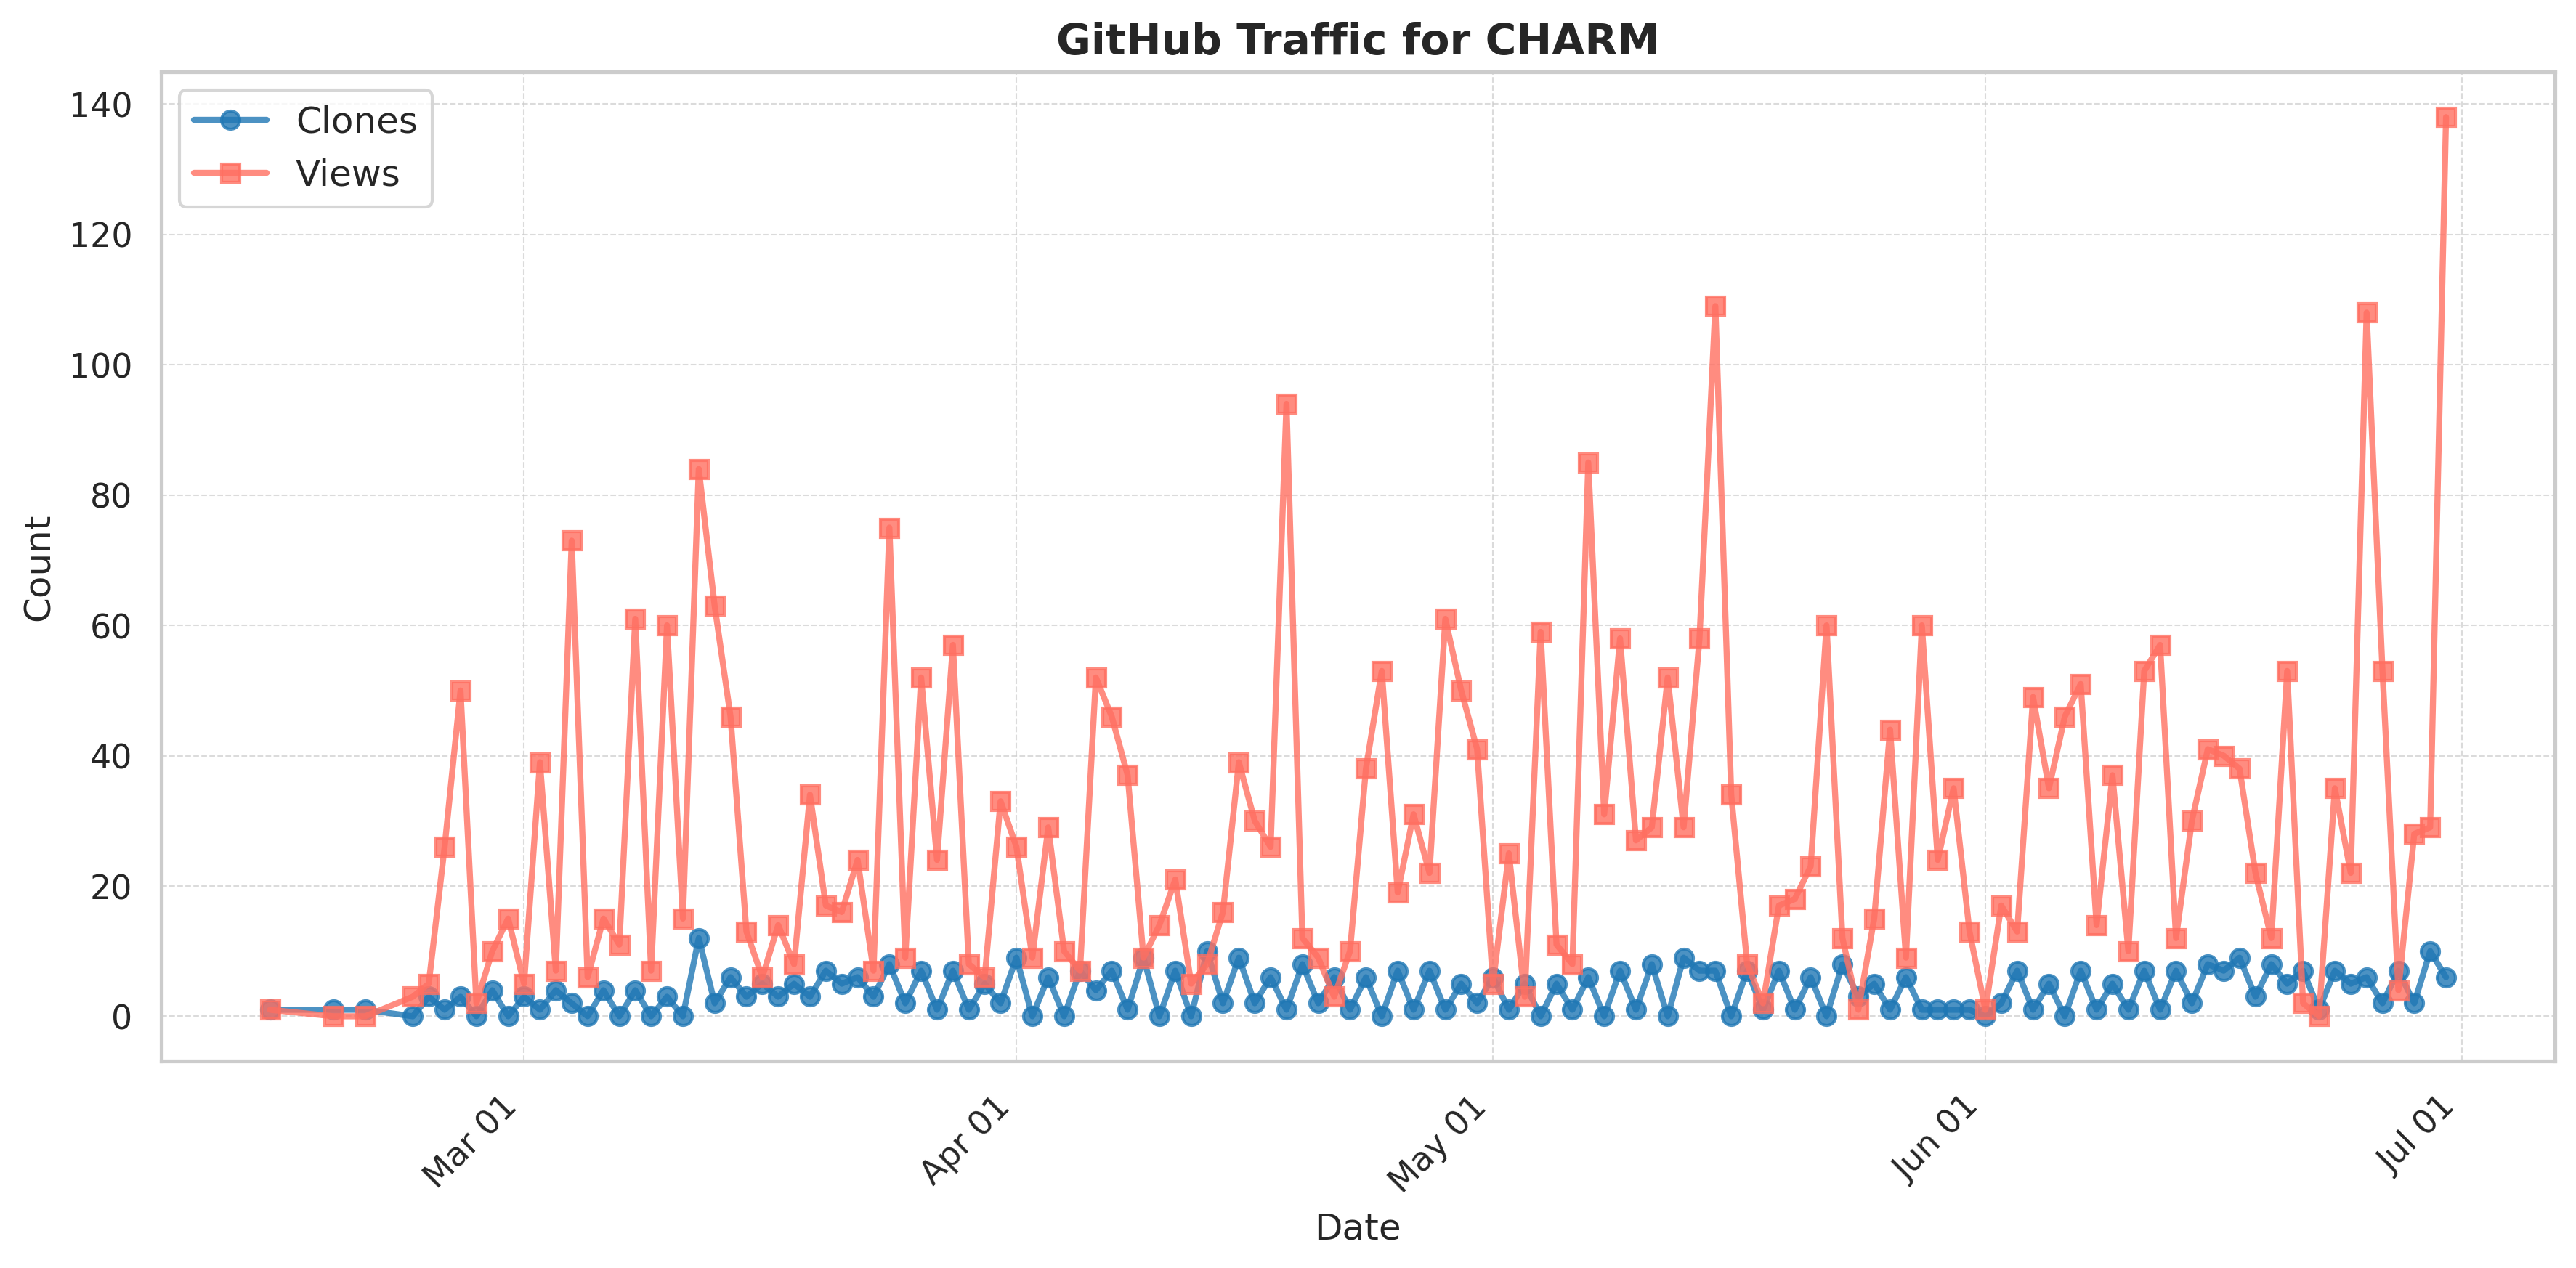 GitHub Traffic for CHARM
Clones
Views
140
120
100
80
60
40
20
0
Count
Mar 01
Apr 01
May 01
Jun 01
Jul 01
Date